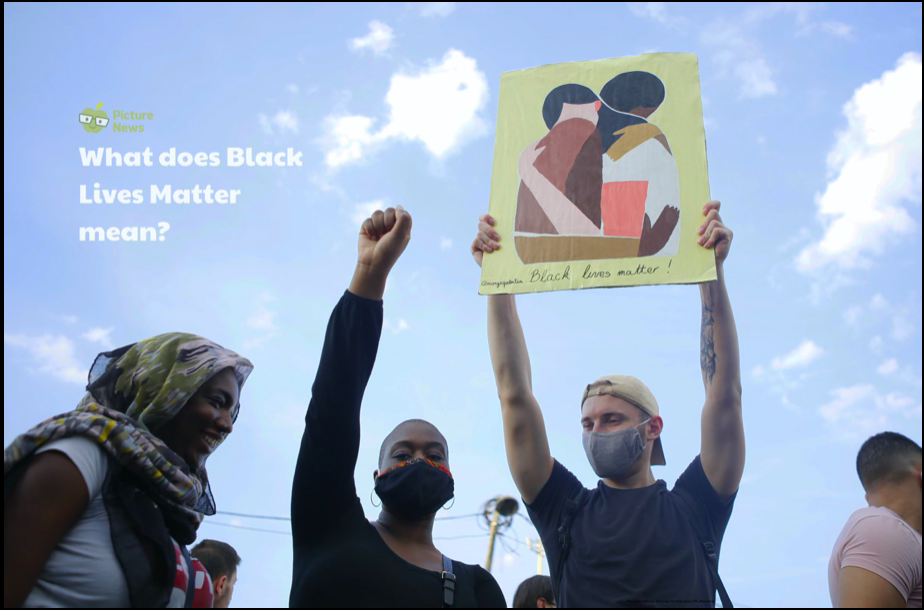 Picture
News
What does Black
Lives Matter
mean?
Black lives matter !